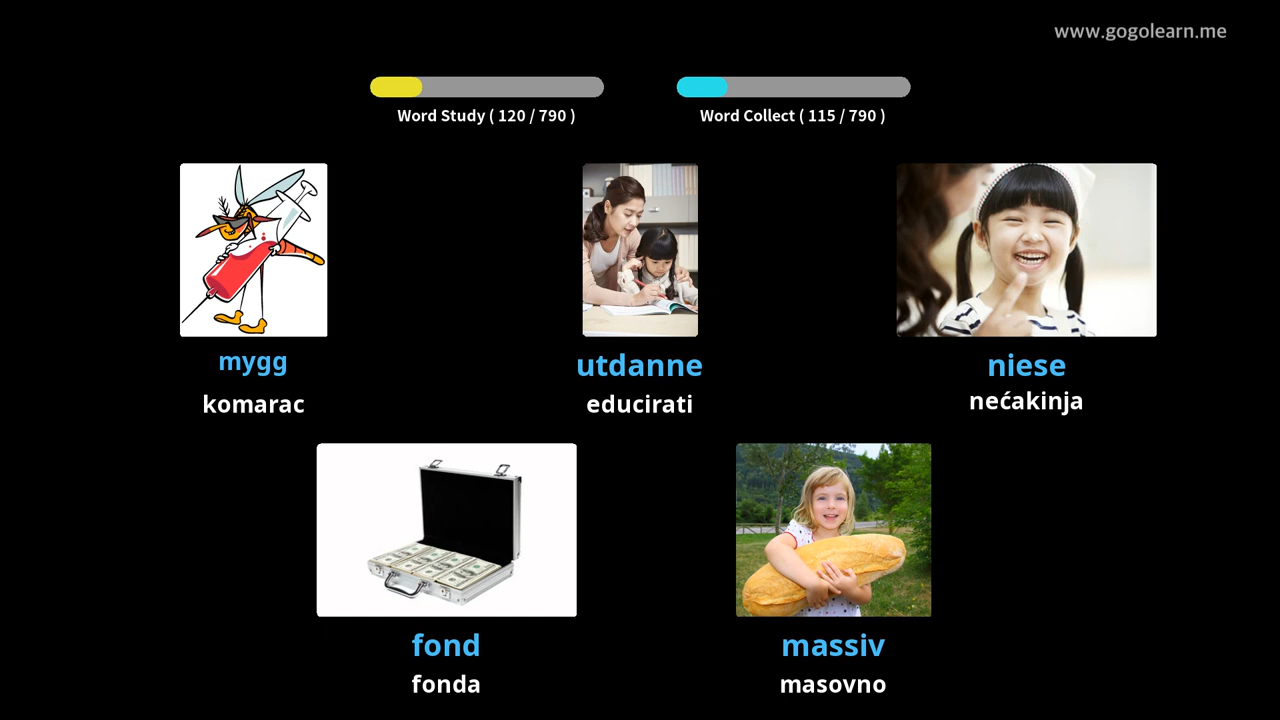 www.gogolearn.me
Word Study ( 120 / 790 )
Word Collect ( 115 / 790 )
mygg
komarac
utdanne
educirati
niese
nećakinja
fond
fonda
massiv
masovno